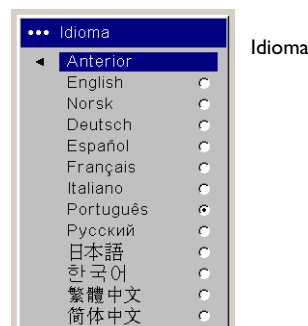 ••• Idioma
Idioma
◄ Anterior
English
Norsk
Deutsch
Español
Français
Italiano
Português
Русский
日本語
한국어
繁體中文
简体中文